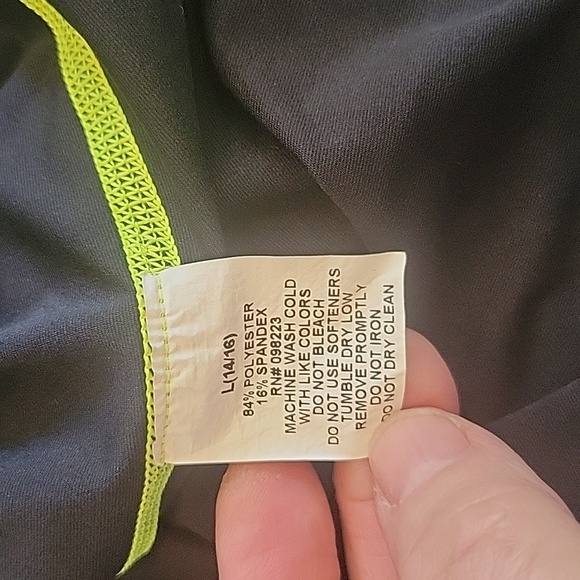 L(14/16)
84% POLYESTER
16% SPANDEX
RN# 098223
MACHINE WASH COLD
WITH LIKE COLORS
DO NOT BLEACH
DO NOT USE SOFTENERS
TUMBLE DRY LOW
REMOVE PROMPTLY
DO NOT IRON
DO NOT DRY CLEAN